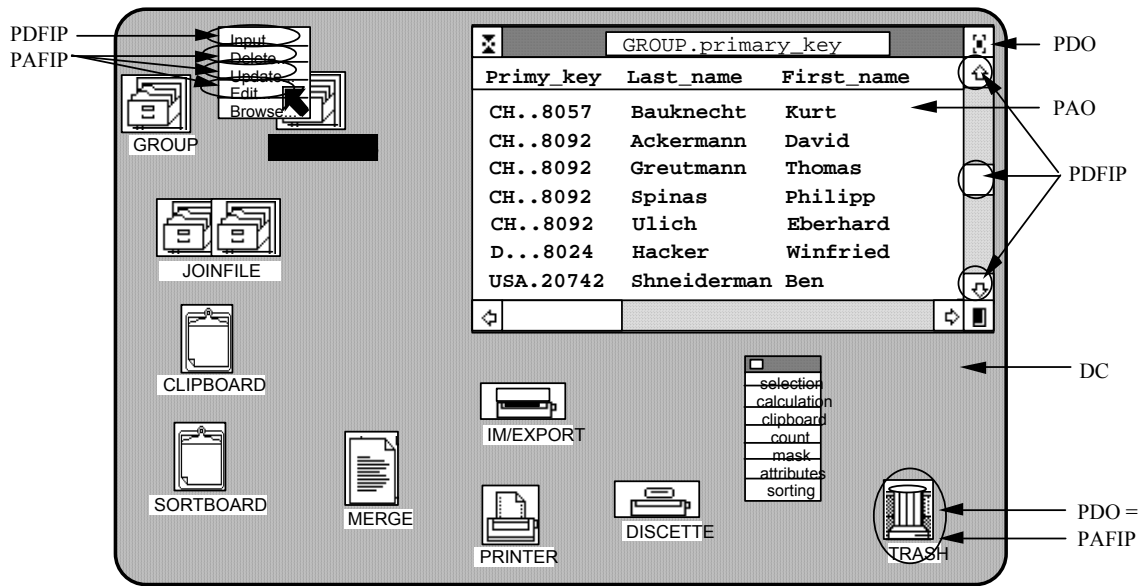 PDFIP
PAFIP
Input
Delete
Update
Edit
Browse...
GROUP
JOINFILE
CLIPBOARD
SORTBOARD
MERGE
GROUP.primary_key
Primy_key Last_name First_name
CH..8057 Bauknecht Kurt
CH..8092 Ackermann David
CH..8092 Greutmann Thomas
CH..8092 Spinas Philipp
CH..8092 Ulich Eberhard
D...8024 Hacker Winfried
USA.20742 Shneiderman Ben
PDO
PAO
PDFIP
DC
IM/EXPORT
PRINTER
DISCETTE
selection
calculation
clipboard
count
mask
attributes
sorting
TRASH
PDO =
PAFIP